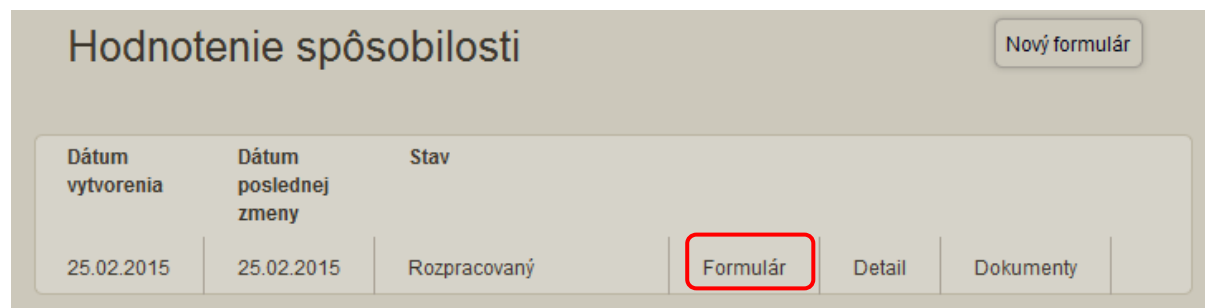 Hodnotenie spôsobilosti
Nový formulár
Dátum vytvorenia
Dátum poslednej zmeny
Stav
25.02.2015 25.02.2015 Rozpracovaný Formulár Detail Dokumenty